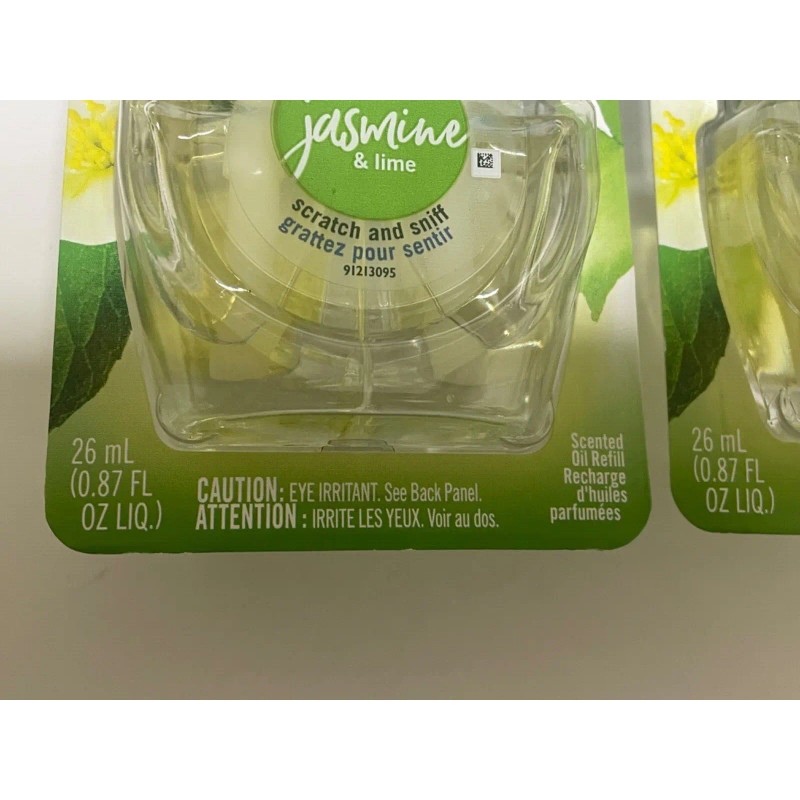 jasmine
& lime
scratch and sniff
grattez pour sentir
91213095
26 mL
(0.87 FL
OZ LIQ.)
CAUTION: EYE IRRITANT. See Back Panel.
ATTENTION : IRRITE LES YEUX. Voir au dos.
Scented
Oil Refill
Recharge
d'huiles
parfumées
26 mL
(0.87 FL
OZ LIQ.)